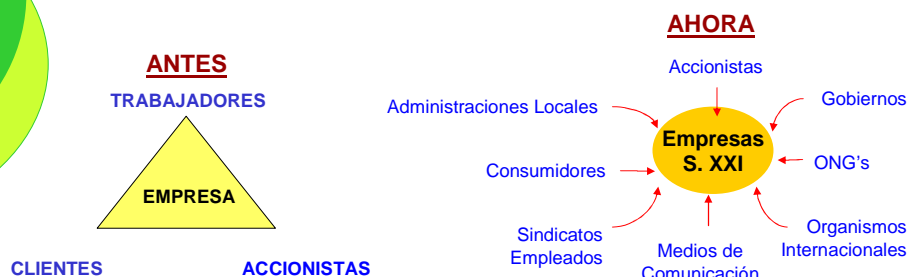 ANTES
TRABAJADORES
EMPRESA
CLIENTES
ACCIONISTAS
AHORA
Accionistas
Administraciones Locales
Gobiernos
Empresas
S. XXI
Consumidores
ONG's
Sindicatos
Empleados
Medios de
Comunicación
Organismos
Internacionales